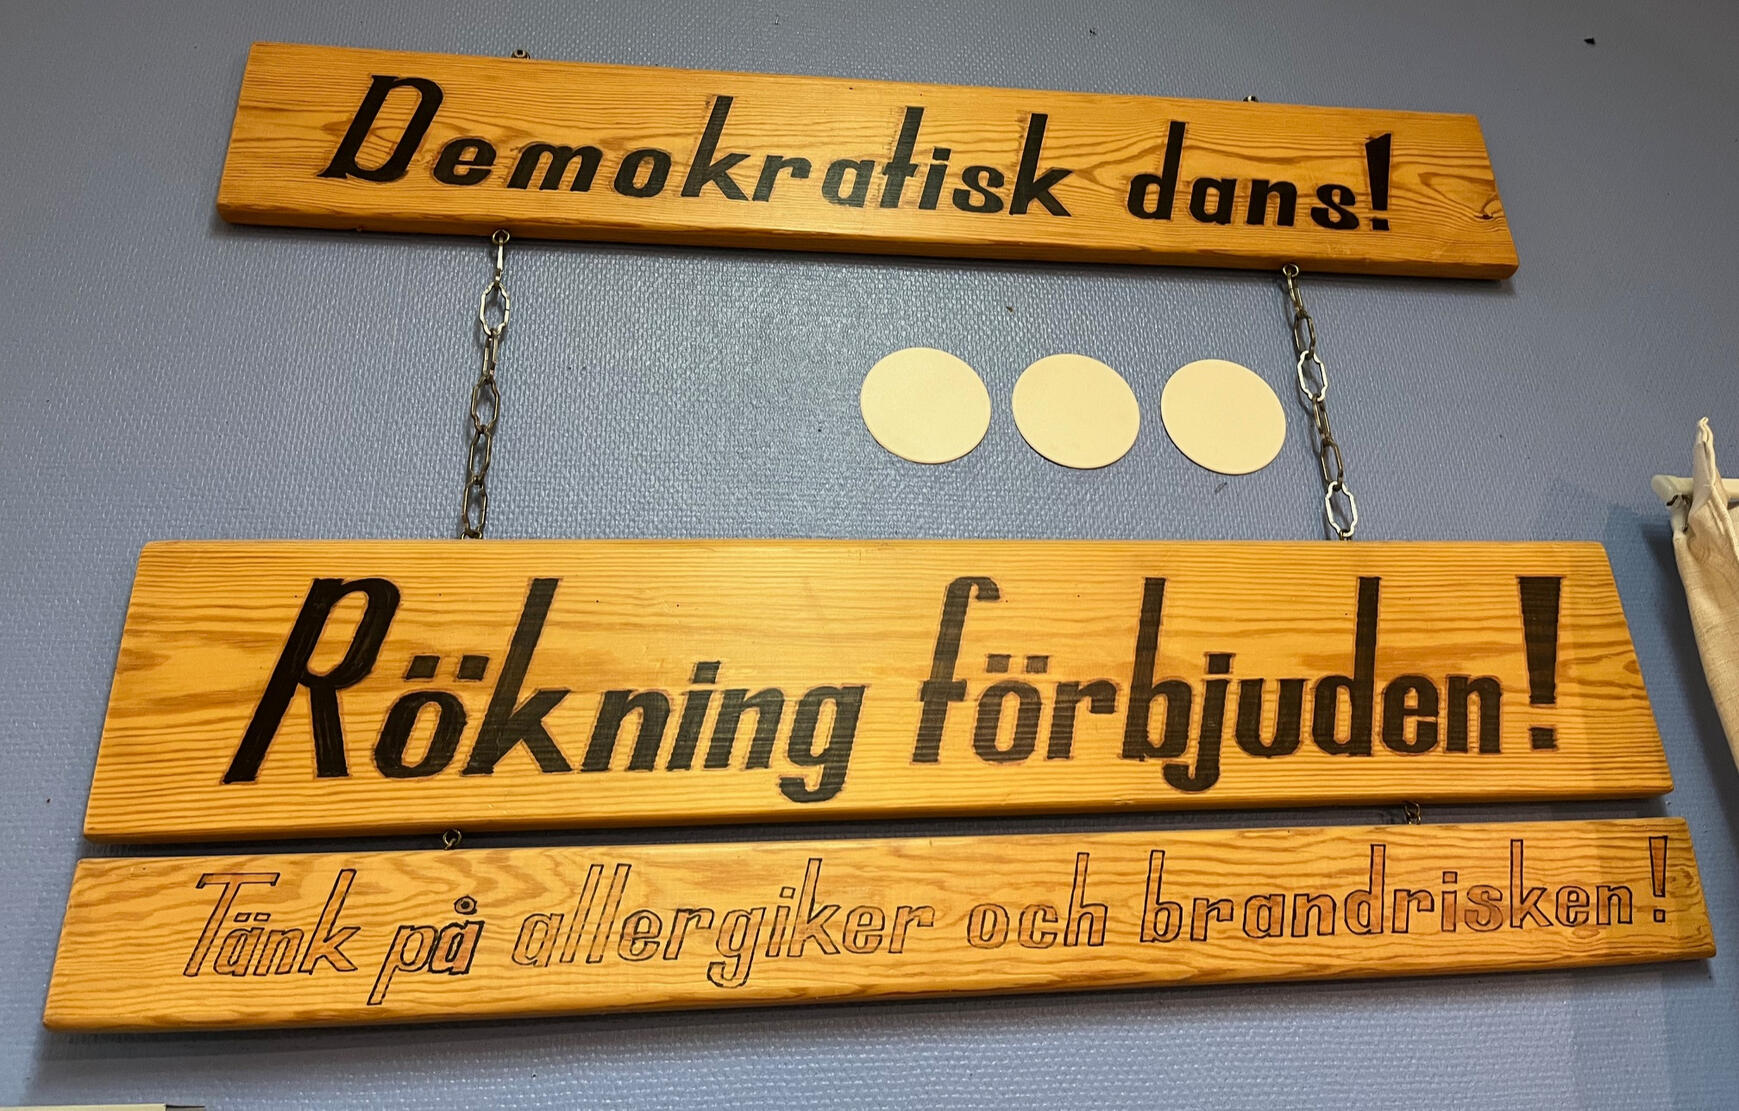 Demokratisk dans!
Rökning förbjuden!
Tänk på allergiker och brandrisken!